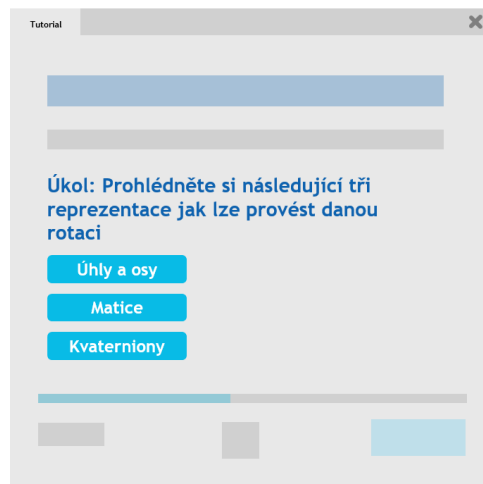 Tutorial
Úkol: Prohlédněte si následující tři
reprezentace jak lze provést danou
rotaci
Úhly a osy
Matice
Kvaterniony